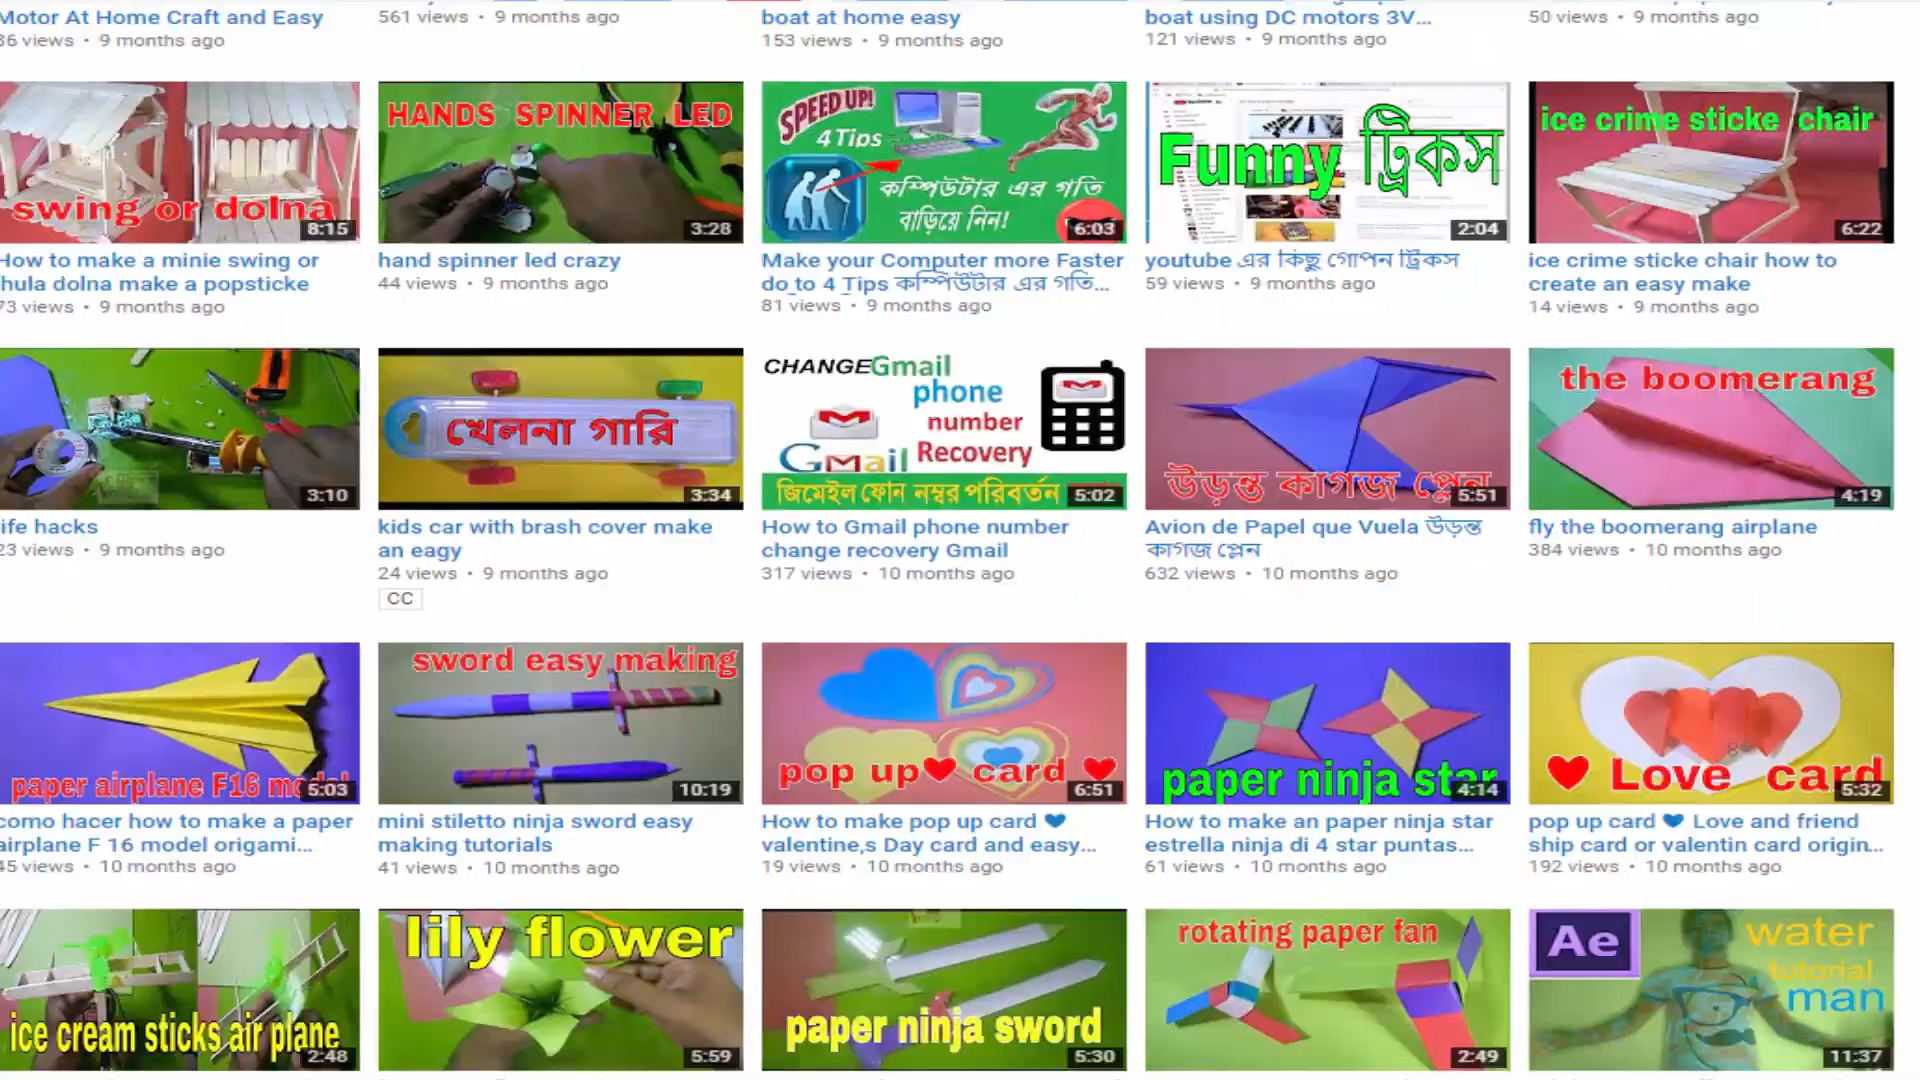 Motor At Home Craft and Easy
36 views • 9 months ago
561 views • 9 months ago
boat at home easy
153 views • 9 months ago
boat using DC motors 3V...
121 views • 9 months ago
50 views • 9 months ago
swing or dolna
8:15
How to make a minie swing or
hula dolna make a popsticke
73 views • 9 months ago
HANDS SPINNER LED
3:28
hand spinner led crazy
44 views • 9 months ago
SPEED UP!
4 Tips
কম্পিউটার এর গতি
বাড়িয়ে নিন!
6:03
Make your Computer more Faster
do to 4 Tips কম্পিউটার এর গতি...
81 views • 9 months ago
Funny ট্রিকস
2:04
youtube এর কিছু গোপন ট্রিকস
59 views • 9 months ago
ice crime sticke chair
6:22
ice crime sticke chair how to
create an easy make
14 views • 9 months ago
3:10
ife hacks
23 views • 9 months ago
খেলনা গারি
3:34
kids car with brash cover make
an eagy
24 views • 9 months ago
CC
CHANGE Gmail
phone
number
Gmail Recovery
জিমেইল ফোন নম্বর পরিবর্তন
5:02
How to Gmail phone number
change recovery Gmail
317 views • 10 months ago
উড়ন্ত কাগজ প্লেন
5:51
Avion de Papel que Vuela উড়ন্ত
কাগজ প্লেন
632 views • 10 months ago
the boomerang
4:19
fly the boomerang airplane
384 views • 10 months ago
paper airplane F16 model
5:03
como hacer how to make a paper
airplane F 16 model origami...
45 views • 10 months ago
sword easy making
10:19
mini stiletto ninja sword easy
making tutorials
41 views • 10 months ago
pop up❤ card ❤
6:51
How to make pop up card ❤
valentine,s Day card and easy...
19 views • 10 months ago
paper ninja star
4:14
How to make an paper ninja star
estrella ninja di 4 star puntas...
61 views • 10 months ago
❤ Love card
5:32
pop up card ❤ Love and friend
ship card or valentin card origin...
192 views • 10 months ago
ice cream sticks air plane
2:48
lily flower
5:59
paper ninja sword
5:30
rotating paper fan
2:49
Ae
water
tutorial
man
11:37